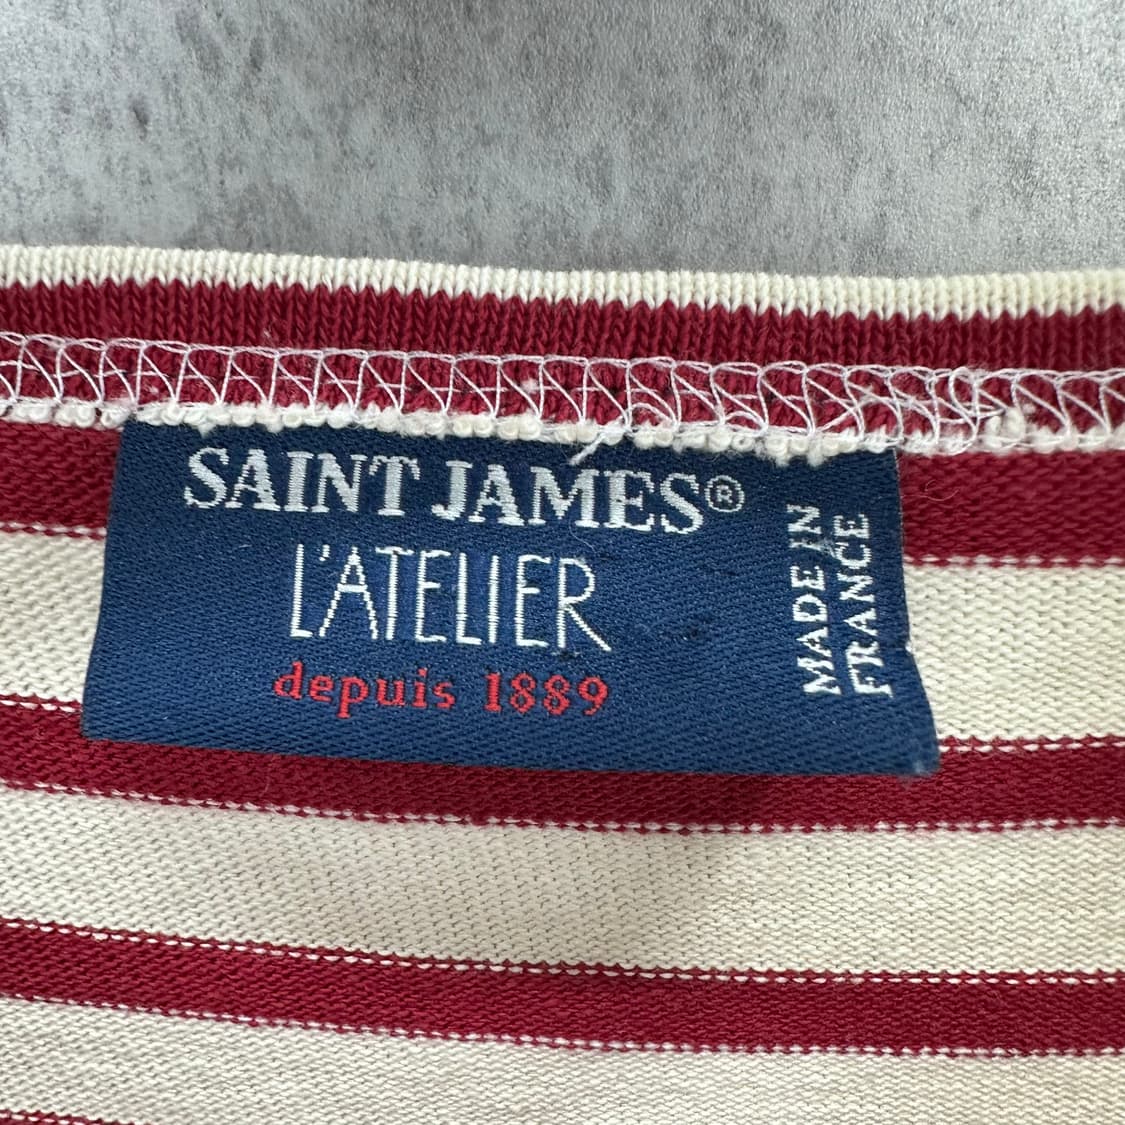 SAINT JAMES®
L'ATELIER
depuis 1889
MADE IN
FRANCE